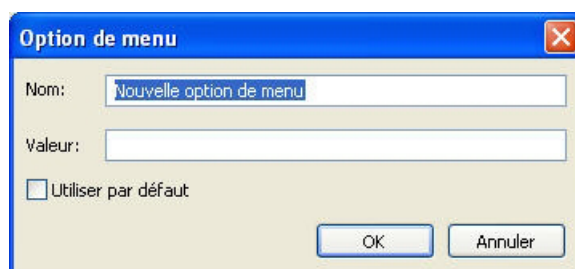 Option de menu
Nom: Nouvelle option de menu
Valeur:
Utiliser par défaut
OK Annuler